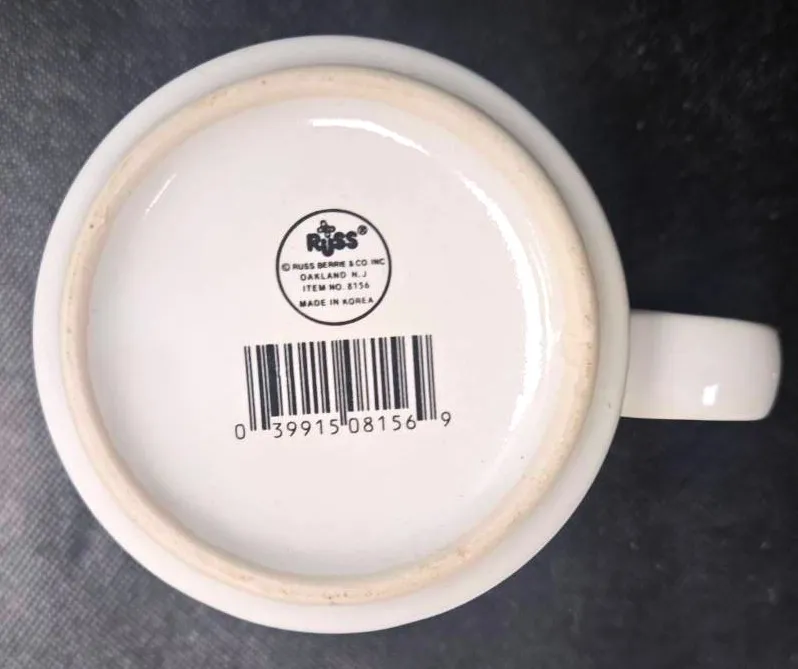 RUSS®
© RUSS BERRIE & CO. INC
OAKLAND N.J
ITEM NO. 8156
MADE IN KOREA
0 39915 08156 9